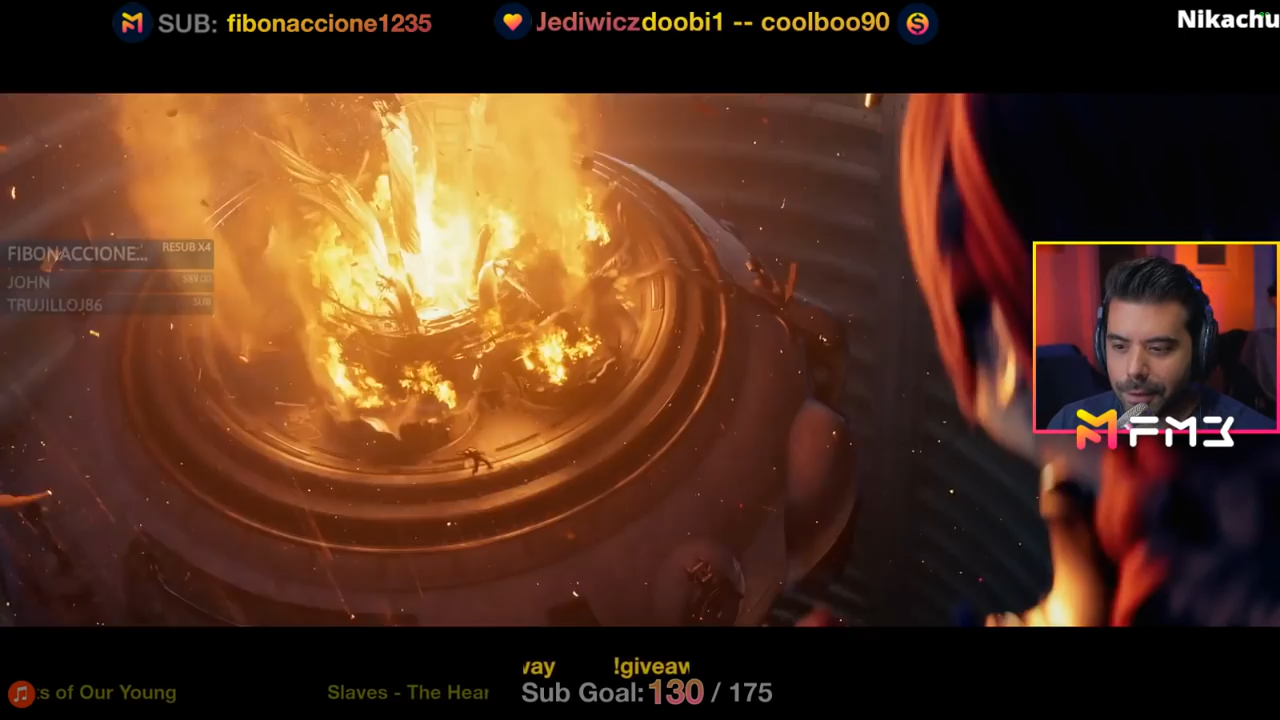 SUB: fibonaccione1235
Jediwiczdoobi1 -- coolboo90
Nikachu
FIBONACCIONE... RESUB X4
JOHN
TRUJILLOJ86 SUB
FM3
way !giveaw
s of Our Young Slaves - The Hear
Sub Goal: 130 / 175